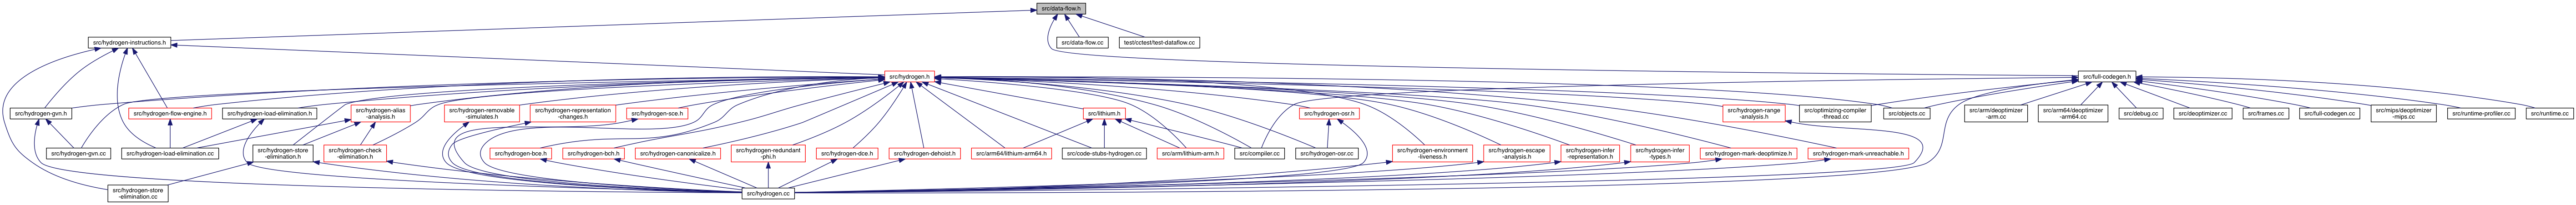 src/data-flow.h
src/hydrogen-instructions.h
src/data-flow.cc
test/cctest/test-dataflow.cc
src/hydrogen.h
src/full-codegen.h
src/hydrogen-gvn.h
src/hydrogen-flow-engine.h
src/hydrogen-load-elimination.h
src/hydrogen-alias
-analysis.h
src/hydrogen-removable
-simulates.h
src/hydrogen-representation
-changes.h
src/hydrogen-sce.h
src/lithium.h
src/hydrogen-osr.h
src/hydrogen-range
-analysis.h
src/optimizing-compiler
-thread.cc
src/objects.cc
src/arm/deoptimizer
-arm.cc
src/arm64/deoptimizer
-arm64.cc
src/debug.cc
src/deoptimizer.cc
src/frames.cc
src/full-codegen.cc
src/mips/deoptimizer
-mips.cc
src/runtime-profiler.cc
src/runtime.cc
src/hydrogen-gvn.cc
src/hydrogen-load-elimination.cc
src/hydrogen-store
-elimination.h
src/hydrogen-check
-elimination.h
src/hydrogen-bce.h
src/hydrogen-bch.h
src/hydrogen-canonicalize.h
src/hydrogen-redundant
-phi.h
src/hydrogen-dce.h
src/hydrogen-dehoist.h
src/arm64/lithium-arm64.h
src/code-stubs-hydrogen.cc
src/arm/lithium-arm.h
src/compiler.cc
src/hydrogen-osr.cc
src/hydrogen-environment
-liveness.h
src/hydrogen-escape
-analysis.h
src/hydrogen-infer
-representation.h
src/hydrogen-infer
-types.h
src/hydrogen-mark-deoptimize.h
src/hydrogen-mark-unreachable.h
src/hydrogen-store
-elimination.cc
src/hydrogen.cc